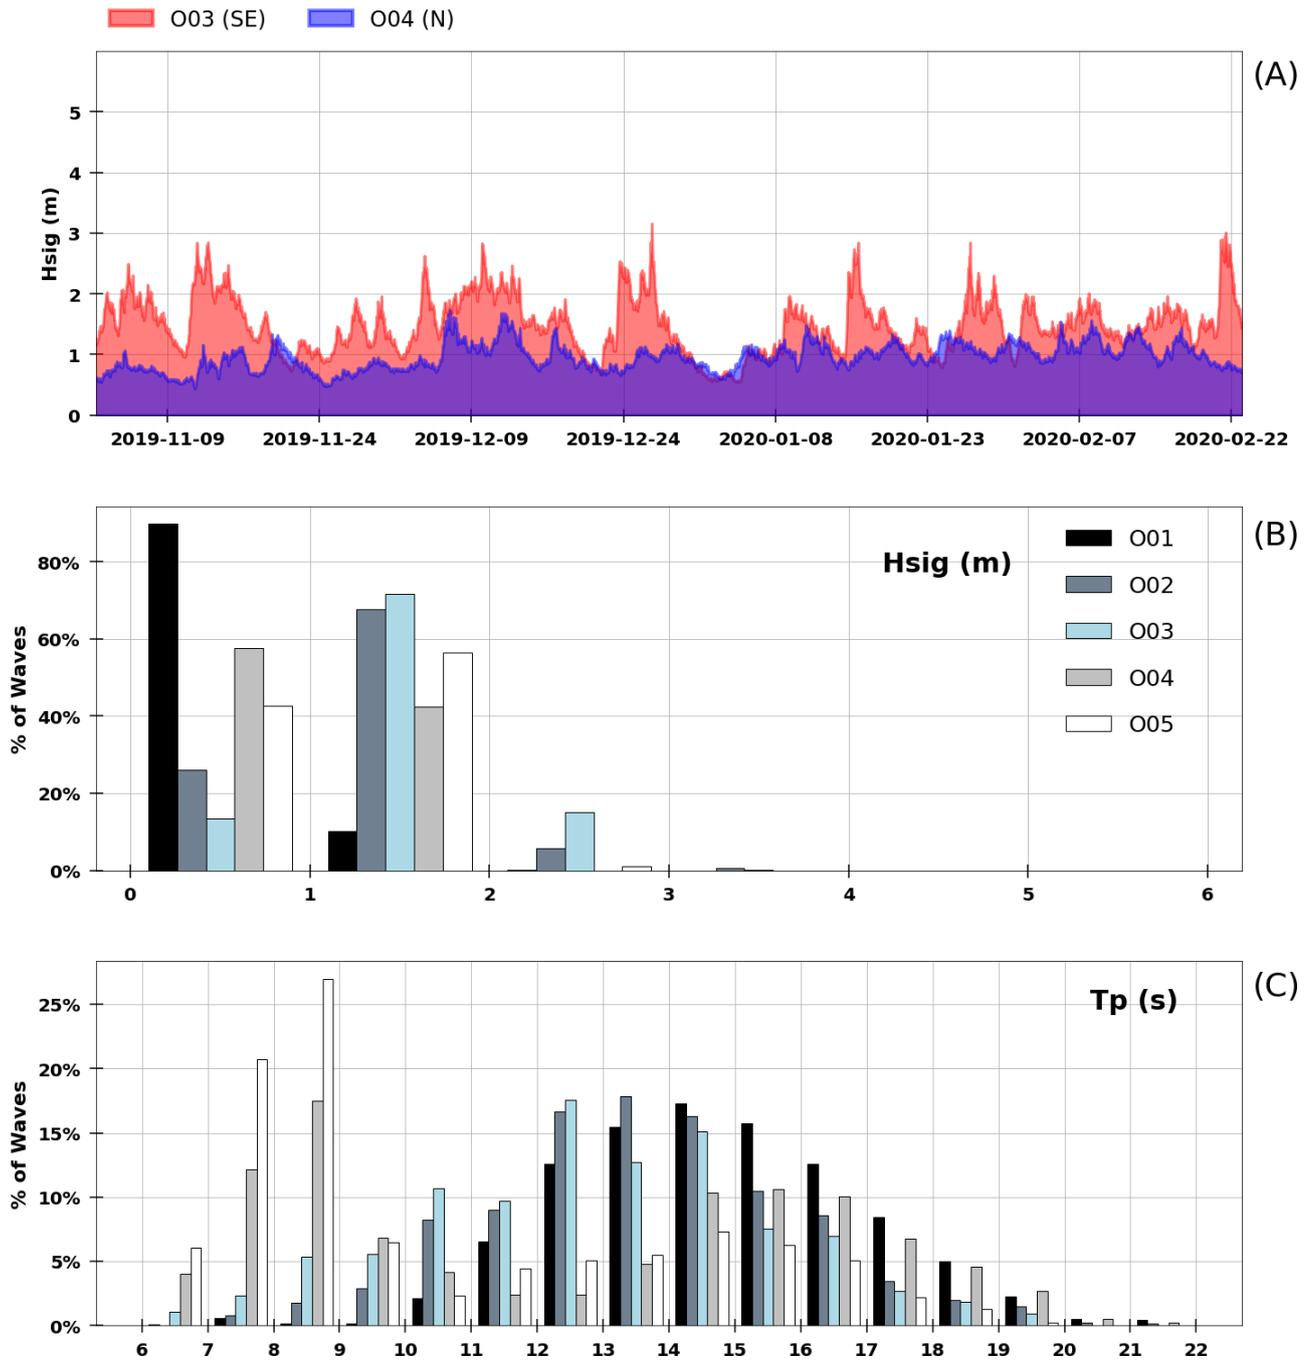 O03 (SE) O04 (N)
(A)
Hsig (m)
5
4
3
2
1
0
2019-11-09 2019-11-24 2019-12-09 2019-12-24 2020-01-08 2020-01-23 2020-02-07 2020-02-22
(B)
Hsig (m)
O01
O02
O03
O04
O05
% of Waves
80%
60%
40%
20%
0%
0 1 2 3 4 5 6
(C)
Tp (s)
% of Waves
25%
20%
15%
10%
5%
0%
6 7 8 9 10 11 12 13 14 15 16 17 18 19 20 21 22